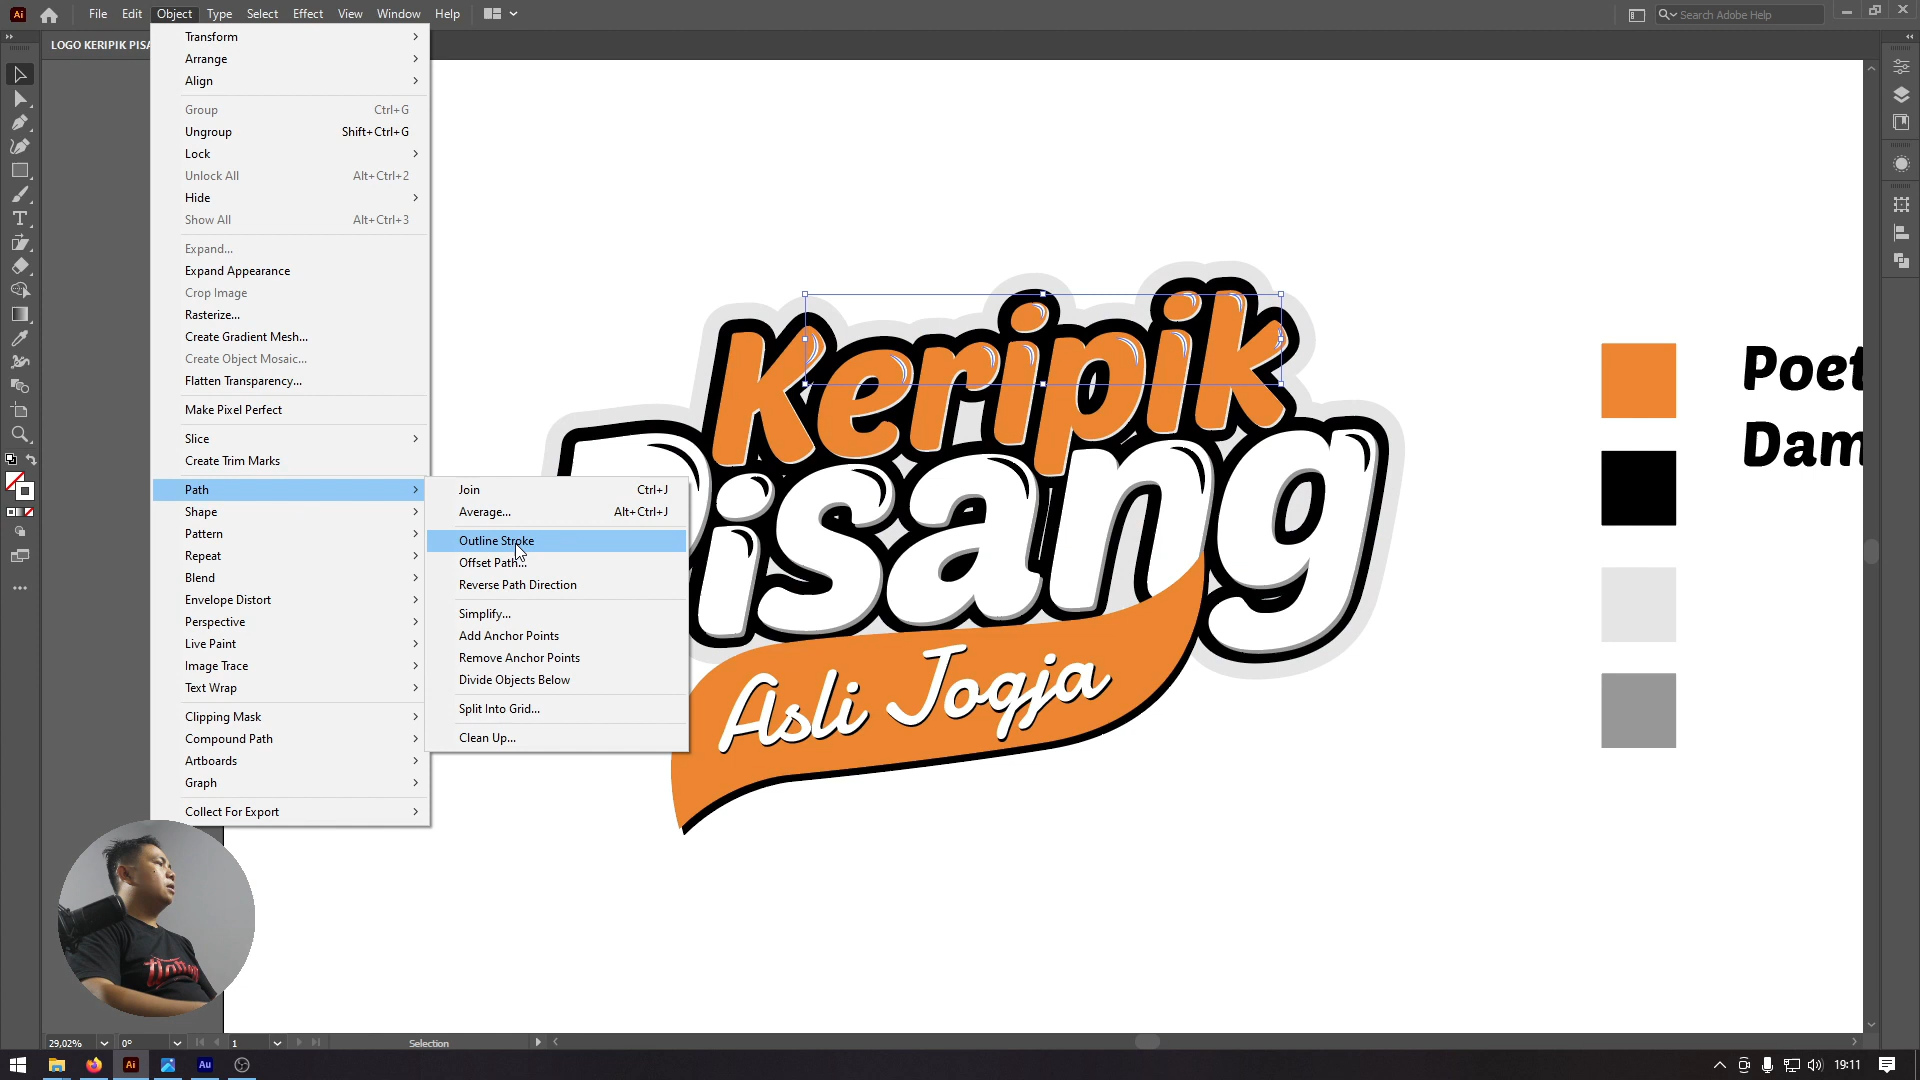 Ai File Edit Object Type Select Effect View Window Help Search Adobe Help
LOGO KERIPIK PISA
Transform
Arrange
Align
Group Ctrl+G
Ungroup Shift+Ctrl+G
Lock
Unlock All Alt+Ctrl+2
Hide
Show All Alt+Ctrl+3
Expand...
Expand Appearance
Crop Image
Rasterize...
Create Gradient Mesh...
Create Object Mosaic...
Flatten Transparency...
Make Pixel Perfect
Slice
Create Trim Marks
Path
Shape
Pattern
Repeat
Blend
Envelope Distort
Perspective
Live Paint
Image Trace
Text Wrap
Clipping Mask
Compound Path
Artboards
Graph
Collect For Export
Join Ctrl+J
Average... Alt+Ctrl+J
Outline Stroke
Offset Path...
Reverse Path Direction
Simplify...
Add Anchor Points
Remove Anchor Points
Divide Objects Below
Split Into Grid...
Clean Up...
Keripik
Pisang
Asli Jogja
Poet
Dam
29,02% 0° 1 Selection
Ai Au 19:11